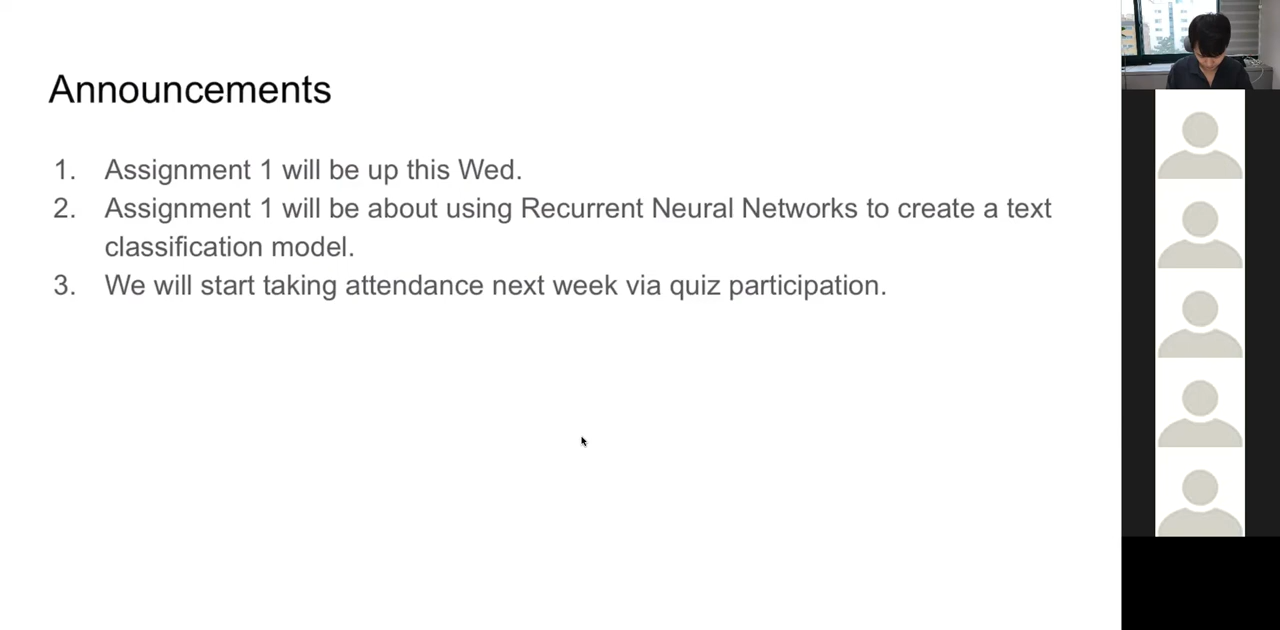 Announcements
1. Assignment 1 will be up this Wed.
2. Assignment 1 will be about using Recurrent Neural Networks to create a text
classification model.
3. We will start taking attendance next week via quiz participation.